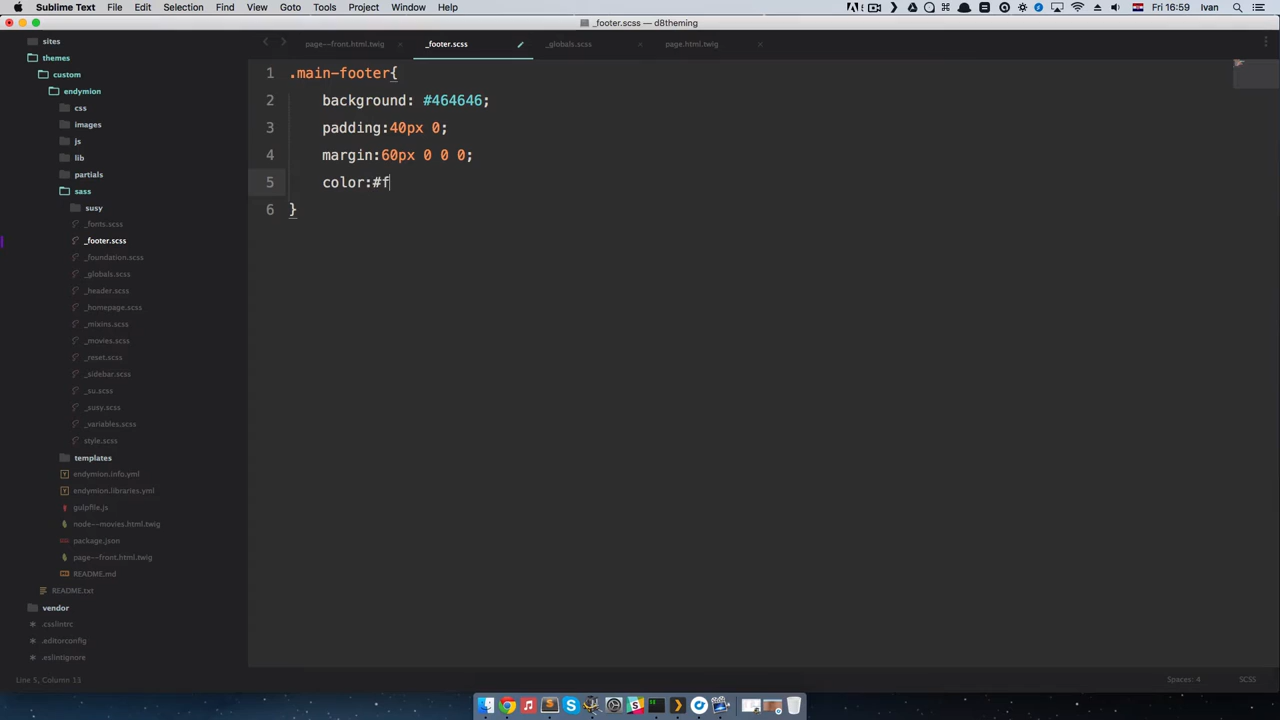 Sublime Text File Edit Selection Find View Goto Tools Project Window Help Fri 16:59 Ivan
_footer.scss — d8theming
sites
themes
custom
endymion
css
images
js
lib
partials
sass
susy
_fonts.scss
_footer.scss
_foundation.scss
_globals.scss
_header.scss
_homepage.scss
_mixins.scss
_movies.scss
_reset.scss
_sidebar.scss
_su.scss
_susy.scss
_variables.scss
style.scss
templates
endymion.info.yml
endymion.libraries.yml
gulpfile.js
node--movies.html.twig
package.json
page--front.html.twig
README.md
README.txt
vendor
.csslintrc
.editorconfig
.eslintignore
page--front.html.twig _footer.scss _globals.scss page.html.twig
1 .main-footer{
2 background: #464646;
3 padding:40px 0;
4 margin:60px 0 0 0;
5 color:#f
6 }
Line 5, Column 13 Spaces: 4 SCSS